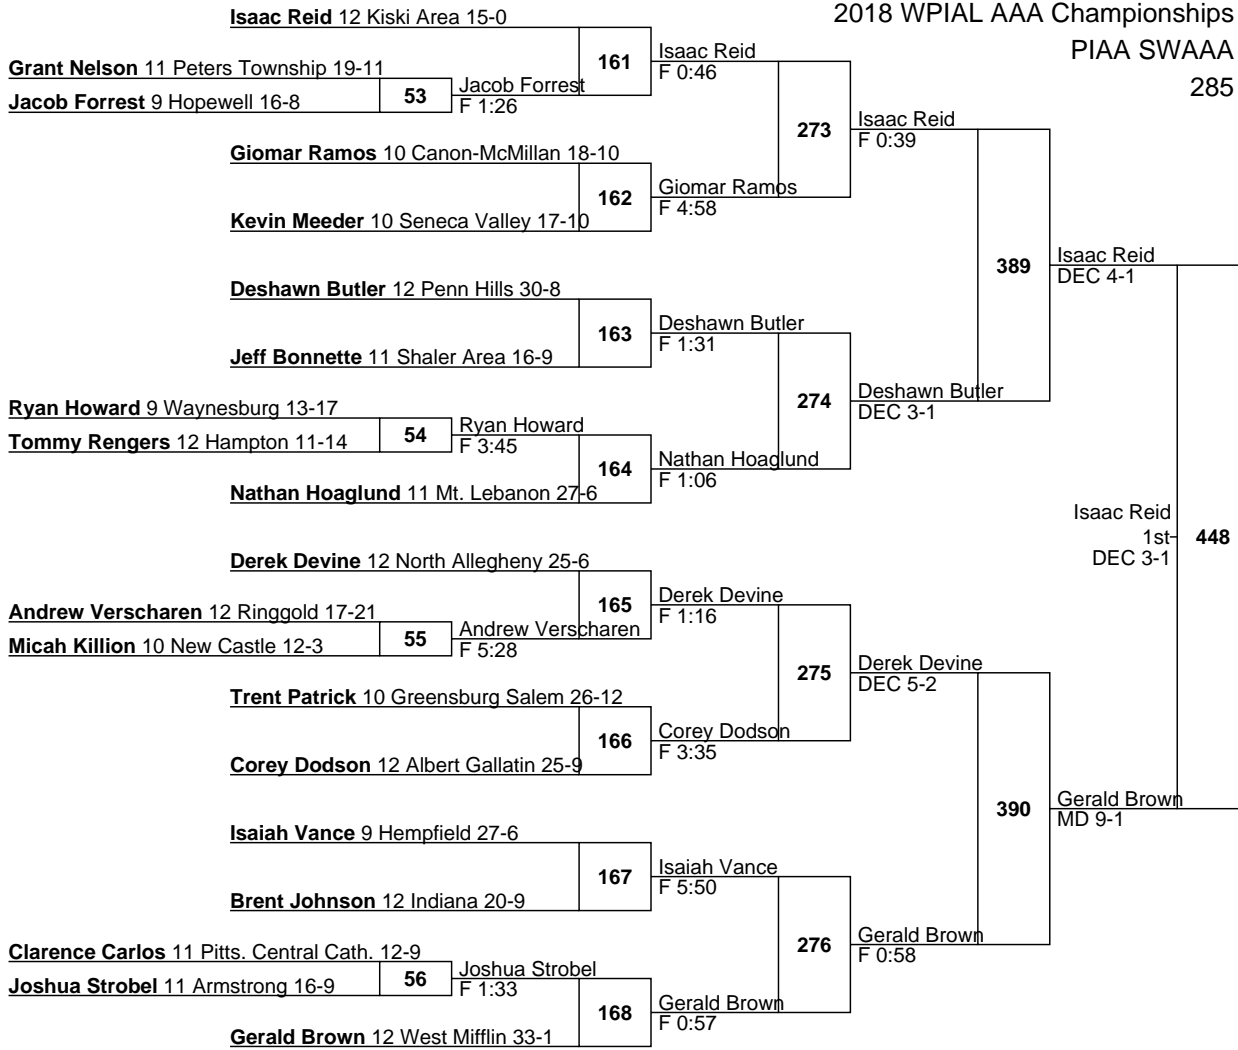 2018 WPIAL AAA Championships
PIAA SWAAA
285
Isaac Reid 12 Kiski Area 15-0
161
Isaac Reid
F 0:46
Grant Nelson 11 Peters Township 19-11
53
Jacob Forrest
F 1:26
Jacob Forrest 9 Hopewell 16-8
273
Isaac Reid
F 0:39
Giomar Ramos 10 Canon-McMillan 18-10
162
Giomar Ramos
F 4:58
Kevin Meeder 10 Seneca Valley 17-10
389
Isaac Reid
DEC 4-1
Deshawn Butler 12 Penn Hills 30-8
163
Deshawn Butler
F 1:31
Jeff Bonnette 11 Shaler Area 16-9
274
Deshawn Butler
DEC 3-1
Ryan Howard 9 Waynesburg 13-17
54
Ryan Howard
F 3:45
Tommy Rengers 12 Hampton 11-14
164
Nathan Hoaglund
F 1:06
Nathan Hoaglund 11 Mt. Lebanon 27-6
Isaac Reid
1st
DEC 3-1
448
Derek Devine 12 North Allegheny 25-6
165
Derek Devine
F 1:16
Andrew Verscharen 12 Ringgold 17-21
55
Andrew Verscharen
F 5:28
Micah Killion 10 New Castle 12-3
275
Derek Devine
DEC 5-2
Trent Patrick 10 Greensburg Salem 26-12
166
Corey Dodson
F 3:35
Corey Dodson 12 Albert Gallatin 25-9
390
Gerald Brown
MD 9-1
Isaiah Vance 9 Hempfield 27-6
167
Isaiah Vance
F 5:50
Brent Johnson 12 Indiana 20-9
276
Gerald Brown
F 0:58
Clarence Carlos 11 Pitts. Central Cath. 12-9
56
Joshua Strobel
F 1:33
Joshua Strobel 11 Armstrong 16-9
168
Gerald Brown
F 0:57
Gerald Brown 12 West Mifflin 33-1